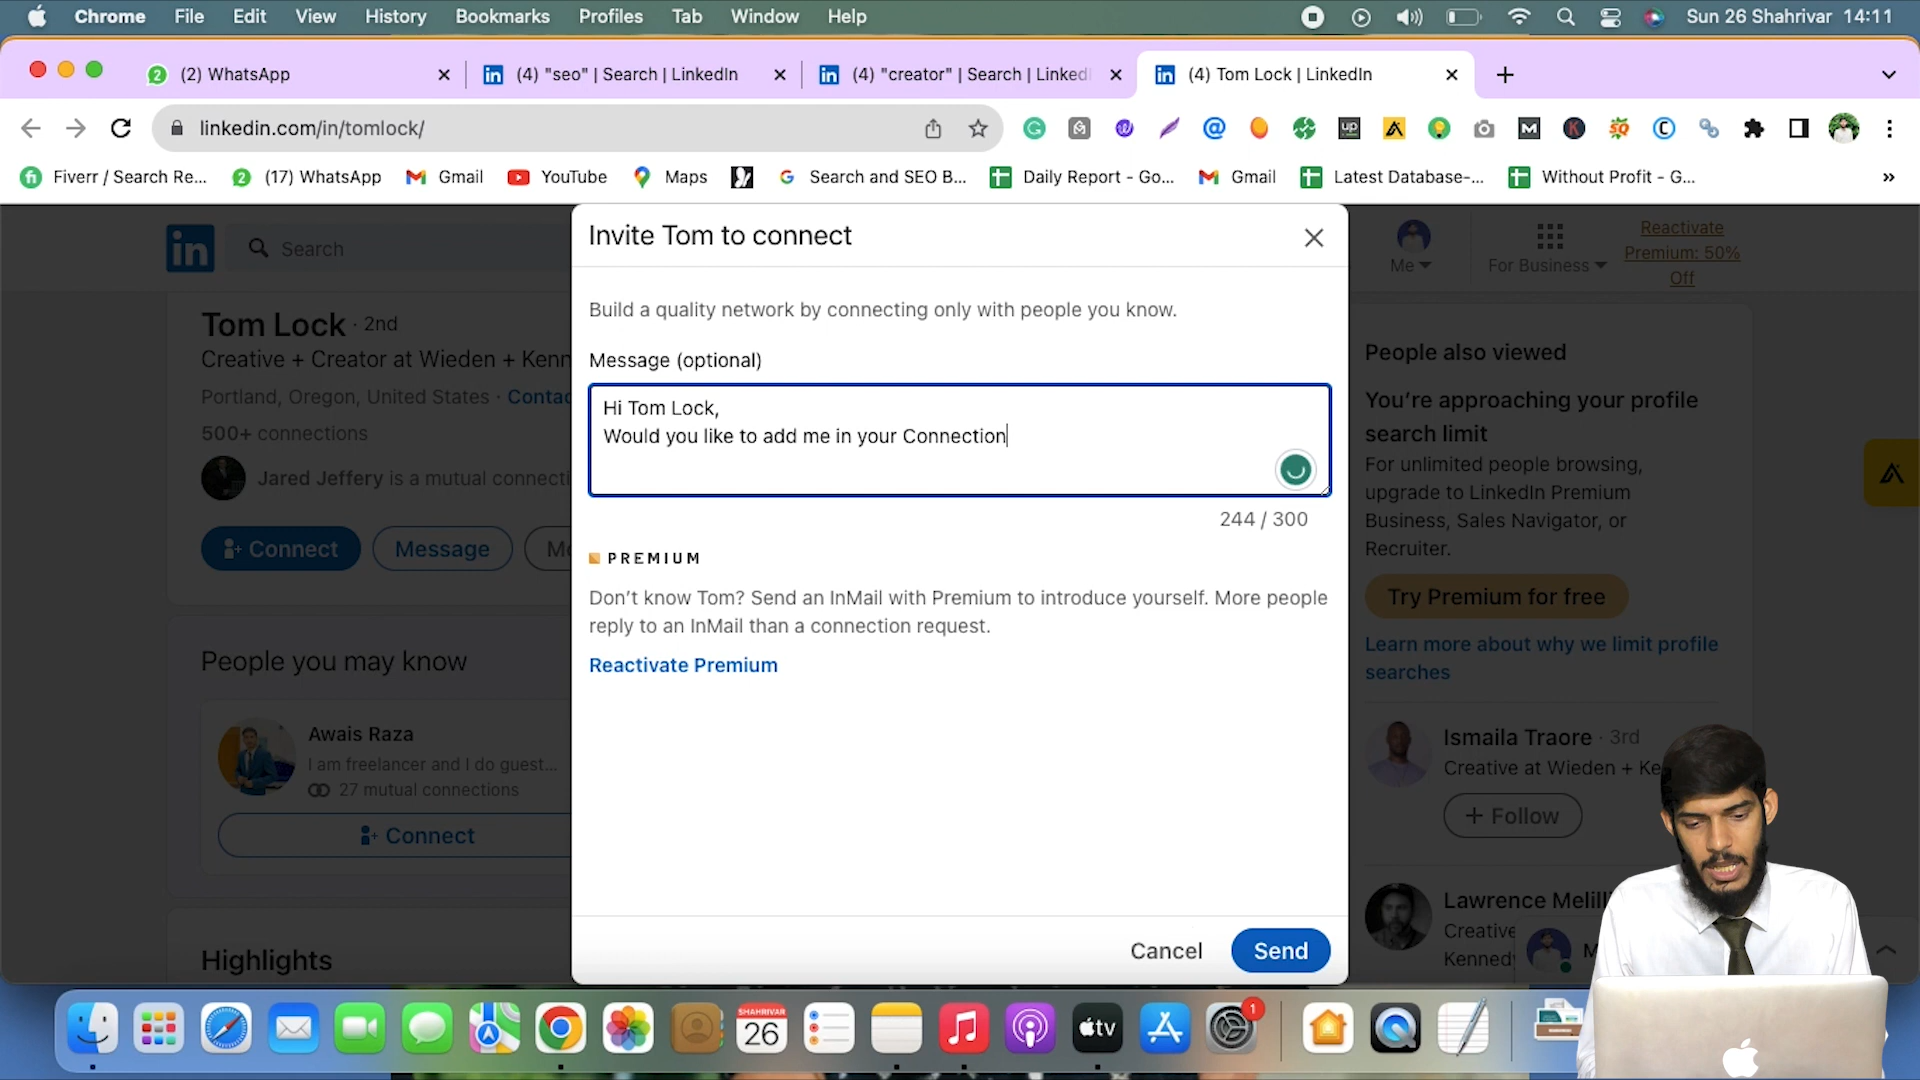 Chrome File Edit View History Bookmarks Profiles Tab Window Help Sun 26 Shahrivar 14:11
2 (2) WhatsApp (4) "seo" | Search | LinkedIn (4) "creator" | Search | Linked (4) Tom Lock | LinkedIn
linkedin.com/in/tomlock/
Fiverr / Search Re... 2 (17) WhatsApp Gmail YouTube Maps Search and SEO B... Daily Report - Go... Gmail Latest Database-... Without Profit - G... »
in Search
Me For Business
Reactivate
Premium: 50%
Off
Tom Lock · 2nd
Creative + Creator at Wieden + Kenn
Portland, Oregon, United States · Contac
500+ connections
Jared Jeffery is a mutual connecti
Connect Message
People you may know
Awais Raza
I am freelancer and I do guest...
27 mutual connections
Connect
Highlights
Invite Tom to connect
Build a quality network by connecting only with people you know.
Message (optional)
Hi Tom Lock,
Would you like to add me in your Connection
244 / 300
PREMIUM
Don't know Tom? Send an InMail with Premium to introduce yourself. More people
reply to an InMail than a connection request.
Reactivate Premium
Cancel Send
People also viewed
You're approaching your profile
search limit
For unlimited people browsing,
upgrade to LinkedIn Premium
Business, Sales Navigator, or
Recruiter.
Try Premium for free
Learn more about why we limit profile
searches
Ismaila Traore · 3rd
Creative at Wieden + Ke
+ Follow
Lawrence Melill
Creative
Kenned
SHAHRIVAR
26
tv
1